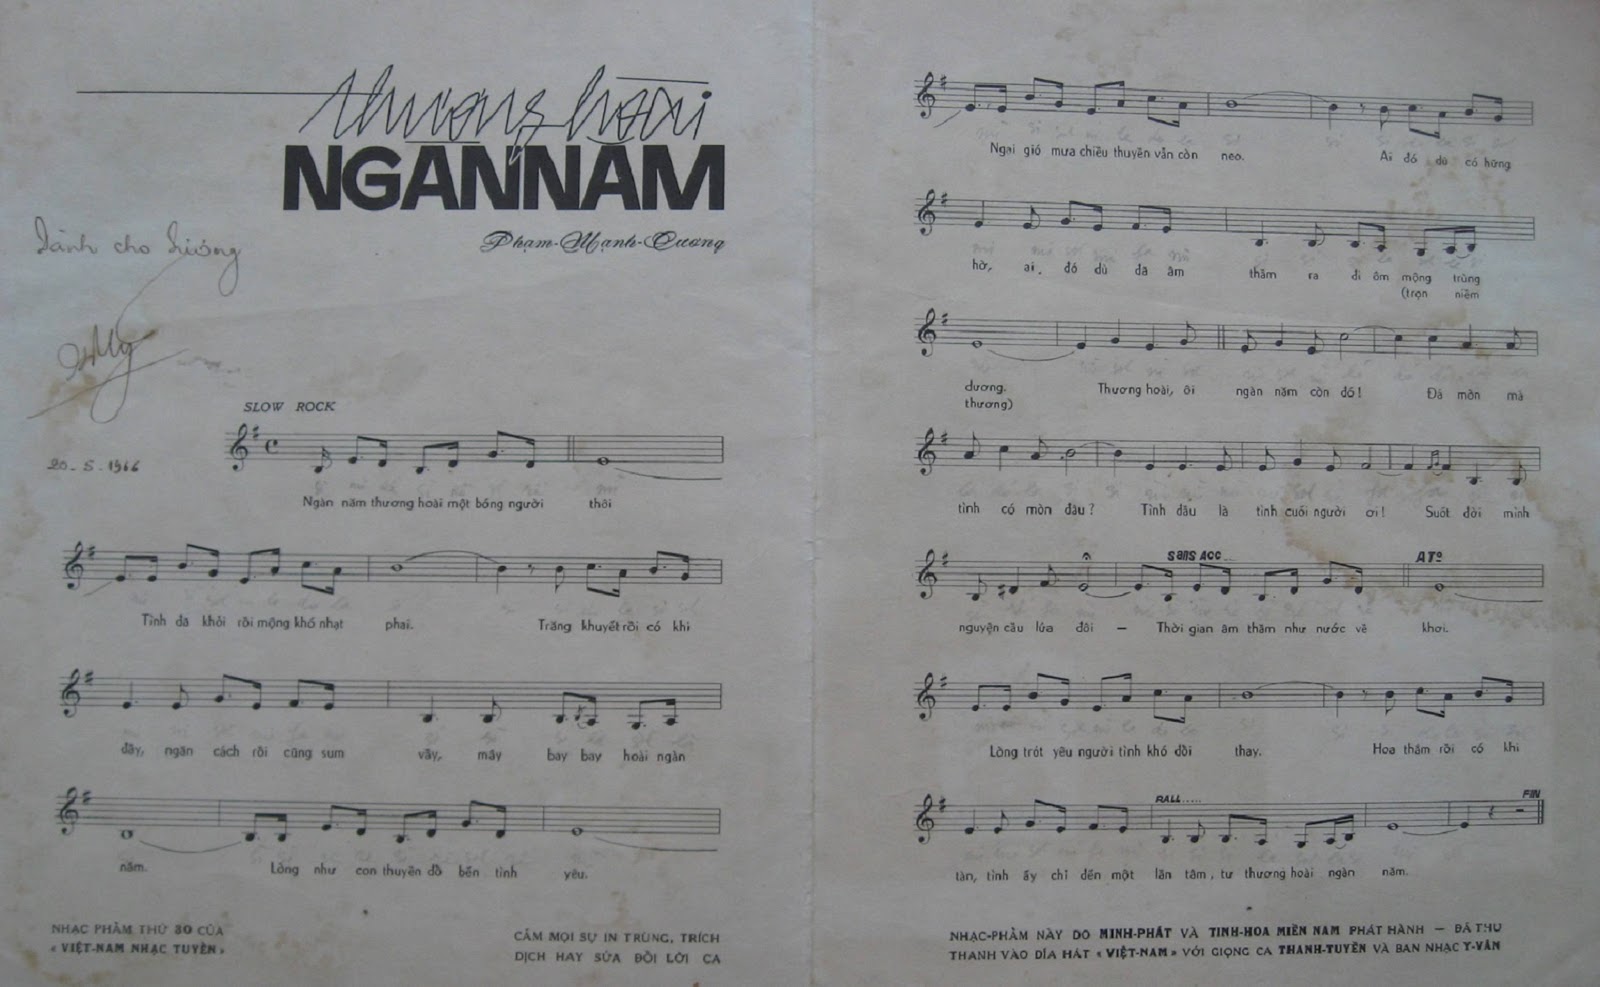 thương hoài
NGÀN NĂM
Phạm-Mạnh-Cương
Dành cho Hương
20-5-1966
SLOW ROCK
Ngàn năm thương hoài một bóng người thôi
Tình đã khỏi rồi mộng khó nhạt phai. Trăng khuyết rồi có khi
đầy, ngăn cách rồi cũng sum vầy, mây bay bay hoài ngàn
năm. Lòng như con thuyền đỗ bến tình yêu.
NHẠC PHẨM THỨ 30 CỦA
« VIỆT-NAM NHẠC TUYỂN»
CẤM MỌI SỰ IN TRÙNG, TRÍCH
DỊCH HAY SỬA ĐỔI LỜI CA
Ngại gió mưa chiều thuyền vẫn còn neo. Ai đó dù có hững
hờ, ai đó dù đã âm thầm ra đi ôm mộng trùng
(trọn niềm
dương. Thương hoài, ôi ngàn năm còn đó! Đá mòn mà
thương)
tình có mòn đâu? Tình đầu là tình cuối người ơi! Suốt đời mình
SANS ACC... A Tº
nguyện cầu lứa đôi — Thời gian âm thầm như nước về khơi.
Lòng trót yêu người tình khó đổi thay. Hoa thắm rồi có khi
RALL..... FIN
tàn, tình ấy chỉ đến một lần tâm, tư thương hoài ngàn năm.
NHẠC-PHẨM NÀY DO MINH-PHÁT VÀ TINH-HOA MIỀN NAM PHÁT HÀNH — ĐÃ THU
THANH VÀO DĨA HÁT « VIỆT-NAM » VỚI GIỌNG CA THANH-TUYỀN VÀ BAN NHẠC Y-VÂN